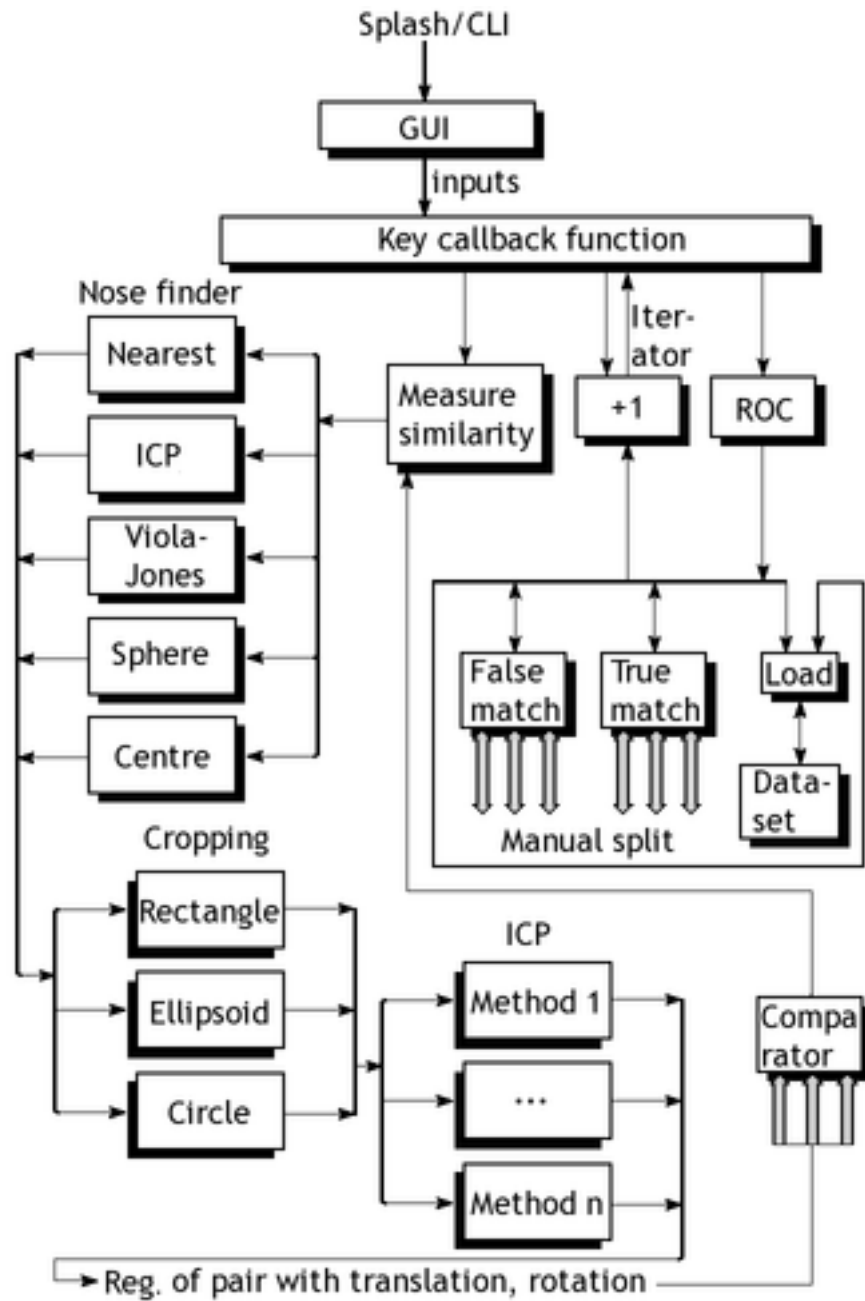 Splash/CLI
GUI
inputs
Key callback function
Nose finder
Nearest
ICP
Viola-
Jones
Sphere
Centre
Measure
similarity
Iter-
ator
+1
ROC
False
match
True
match
Load
Data-
set
Manual split
Cropping
Rectangle
Ellipsoid
Circle
ICP
Method 1
...
Method n
Compa
rator
Reg. of pair with translation, rotation